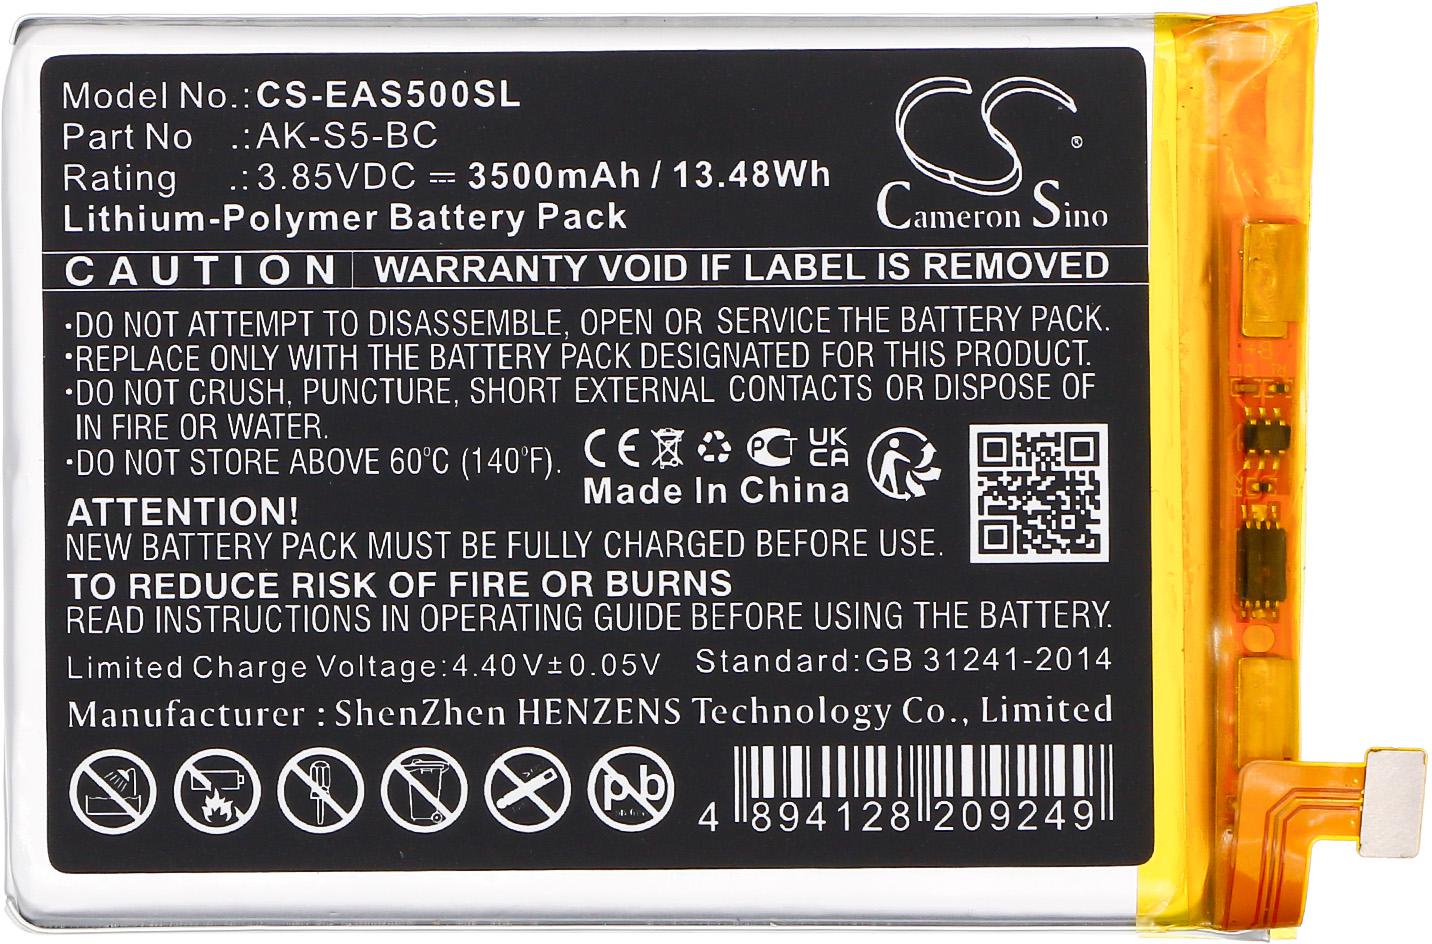 Model No.: CS-EAS500SL
Part No .: AK-S5-BC
Rating .: 3.85VDC ⎓ 3500mAh / 13.48Wh
Lithium-Polymer Battery Pack
CS ®
Cameron Sino
CAUTION WARRANTY VOID IF LABEL IS REMOVED
·DO NOT ATTEMPT TO DISASSEMBLE, OPEN OR SERVICE THE BATTERY PACK.
·REPLACE ONLY WITH THE BATTERY PACK DESIGNATED FOR THIS PRODUCT.
·DO NOT CRUSH, PUNCTURE, SHORT EXTERNAL CONTACTS OR DISPOSE OF
IN FIRE OR WATER.
·DO NOT STORE ABOVE 60°C (140°F).
CE PCT UK
CA
Made In China
ATTENTION!
NEW BATTERY PACK MUST BE FULLY CHARGED BEFORE USE.
TO REDUCE RISK OF FIRE OR BURNS
READ INSTRUCTIONS IN OPERATING GUIDE BEFORE USING THE BATTERY.
Limited Charge Voltage:4.40V±0.05V Standard:GB 31241-2014
Manufacturer : ShenZhen HENZENS Technology Co., Limited
Pb
4 894128 209249